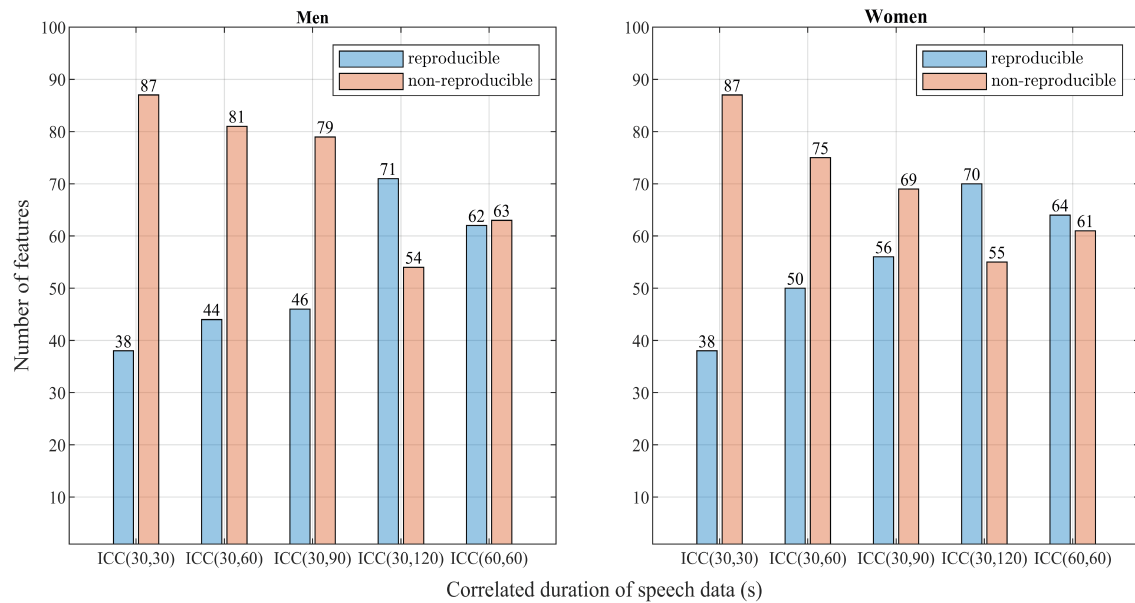 Men
100
90
80
70
60
50
40
30
20
10
Number of features
reproducible
non-reproducible
38
87
44
81
46
79
71
54
62
63
ICC(30,30)
ICC(30,60)
ICC(30,90)
ICC(30,120)
ICC(60,60)
Women
100
90
80
70
60
50
40
30
20
10
reproducible
non-reproducible
38
87
50
75
56
69
70
55
64
61
ICC(30,30)
ICC(30,60)
ICC(30,90)
ICC(30,120)
ICC(60,60)
Correlated duration of speech data (s)